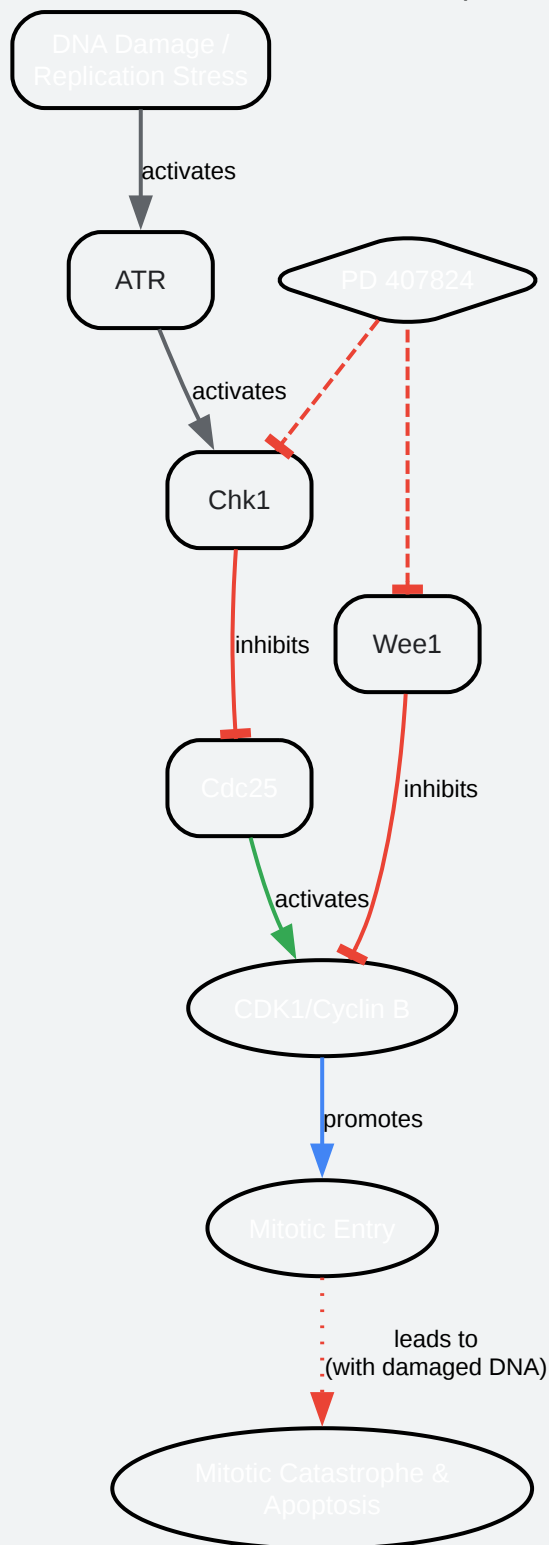 DNA Damage /
Replication Stress
activates
ATR
PD 407824
activates
Chk1
inhibits
Wee1
Cdc25
inhibits
activates
CDK1/Cyclin B
promotes
Mitotic Entry
leads to
(with damaged DNA)
Mitotic Catastrophe &
Apoptosis